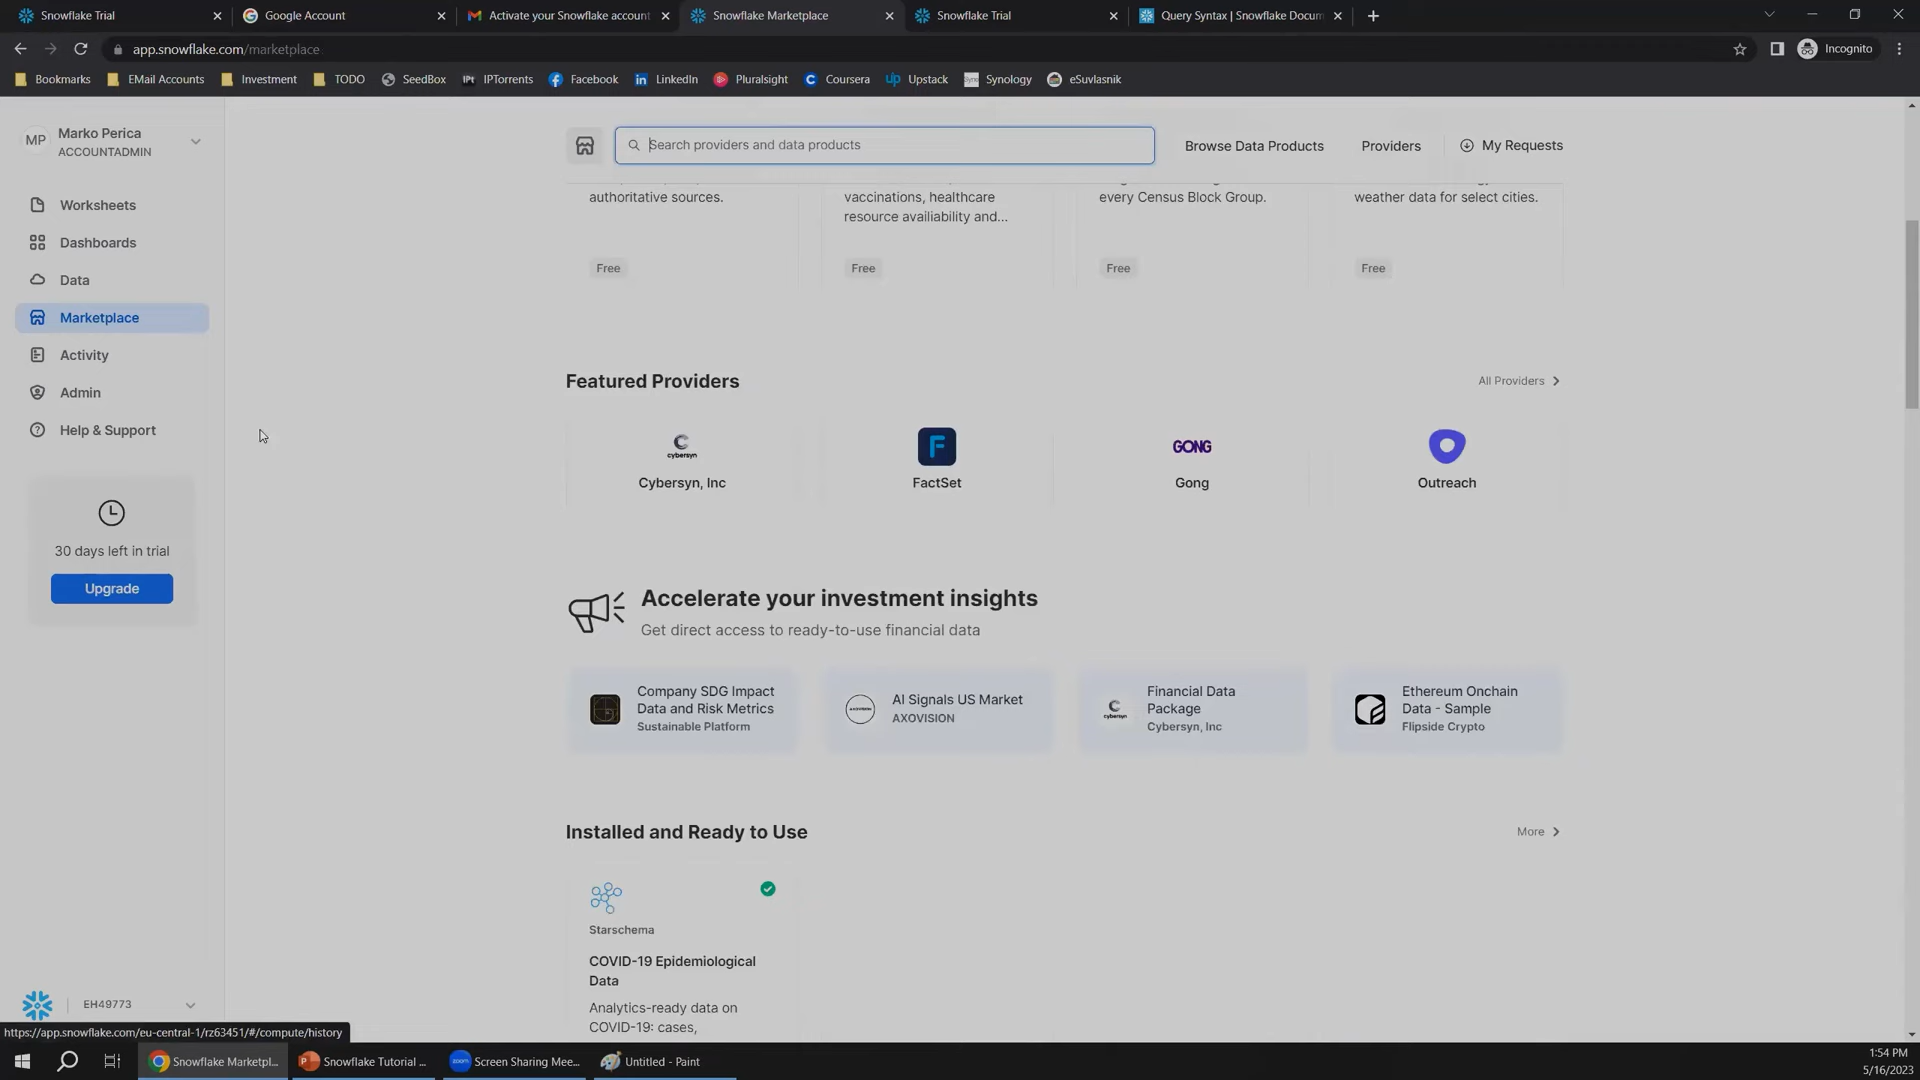 Snowflake Trial
Google Account
Activate your Snowflake account
Snowflake Marketplace
Snowflake Trial
Query Syntax | Snowflake Docum
app.snowflake.com/marketplace
Incognito
Bookmarks
EMail Accounts
Investment
TODO
SeedBox
IPt IPTorrents
Facebook
LinkedIn
Pluralsight
Coursera
Upstack
Synology
eSuvlasnik
MP
Marko Perica
ACCOUNTADMIN
Worksheets
Dashboards
Data
Marketplace
Activity
Admin
Help & Support
30 days left in trial
Upgrade
EH49773
https://app.snowflake.com/eu-central-1/rz63451/#/compute/history
Search providers and data products
Browse Data Products
Providers
My Requests
authoritative sources.
Free
vaccinations, healthcare
resource availiability and...
Free
every Census Block Group.
Free
weather data for select cities.
Free
Featured Providers
All Providers
cybersyn
Cybersyn, Inc
F
FactSet
GONG
Gong
Outreach
Accelerate your investment insights
Get direct access to ready-to-use financial data
Company SDG Impact
Data and Risk Metrics
Sustainable Platform
AXOVISION
AI Signals US Market
AXOVISION
cybersyn
Financial Data
Package
Cybersyn, Inc
Ethereum Onchain
Data - Sample
Flipside Crypto
Installed and Ready to Use
More
Starschema
COVID-19 Epidemiological
Data
Analytics-ready data on
COVID-19: cases,
Snowflake Marketpl...
Snowflake Tutorial ...
zoom
Screen Sharing Mee...
Untitled - Paint
1:54 PM
5/16/2023